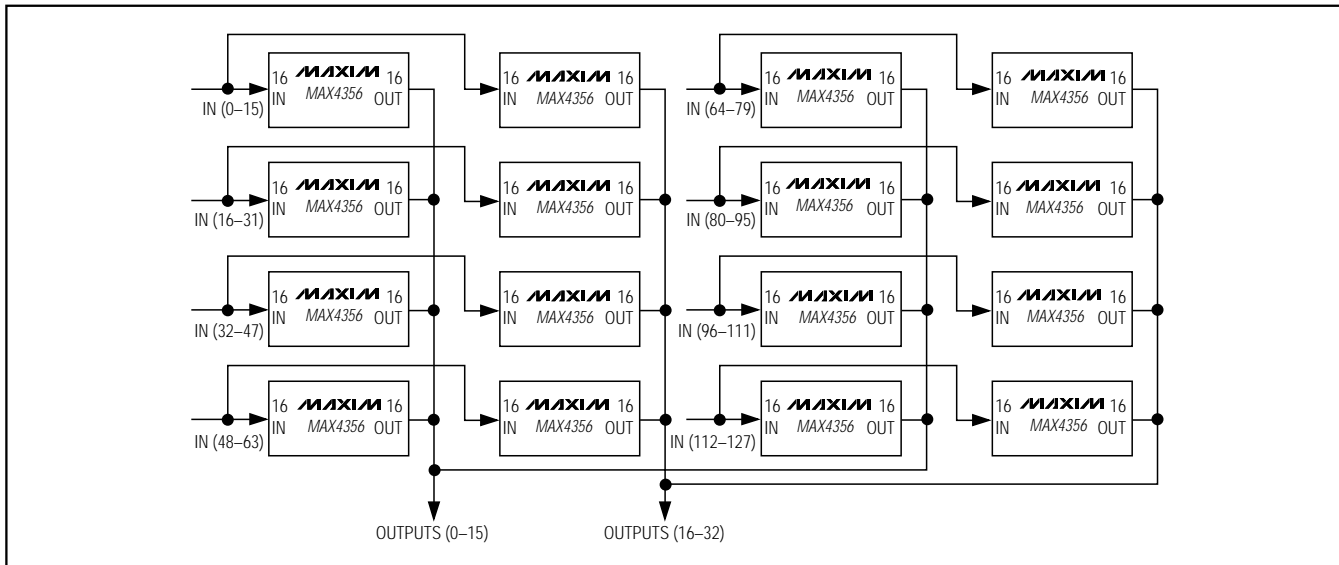 16 MAXIM 16
IN MAX4356 OUT
IN (0–15)
16 MAXIM 16
IN MAX4356 OUT
16 MAXIM 16
IN MAX4356 OUT
IN (64–79)
16 MAXIM 16
IN MAX4356 OUT
16 MAXIM 16
IN MAX4356 OUT
IN (16–31)
16 MAXIM 16
IN MAX4356 OUT
16 MAXIM 16
IN MAX4356 OUT
IN (80–95)
16 MAXIM 16
IN MAX4356 OUT
16 MAXIM 16
IN MAX4356 OUT
IN (32–47)
16 MAXIM 16
IN MAX4356 OUT
16 MAXIM 16
IN MAX4356 OUT
IN (96–111)
16 MAXIM 16
IN MAX4356 OUT
16 MAXIM 16
IN MAX4356 OUT
IN (48–63)
16 MAXIM 16
IN MAX4356 OUT
16 MAXIM 16
IN MAX4356 OUT
IN (112–127)
16 MAXIM 16
IN MAX4356 OUT
OUTPUTS (0–15)
OUTPUTS (16–32)